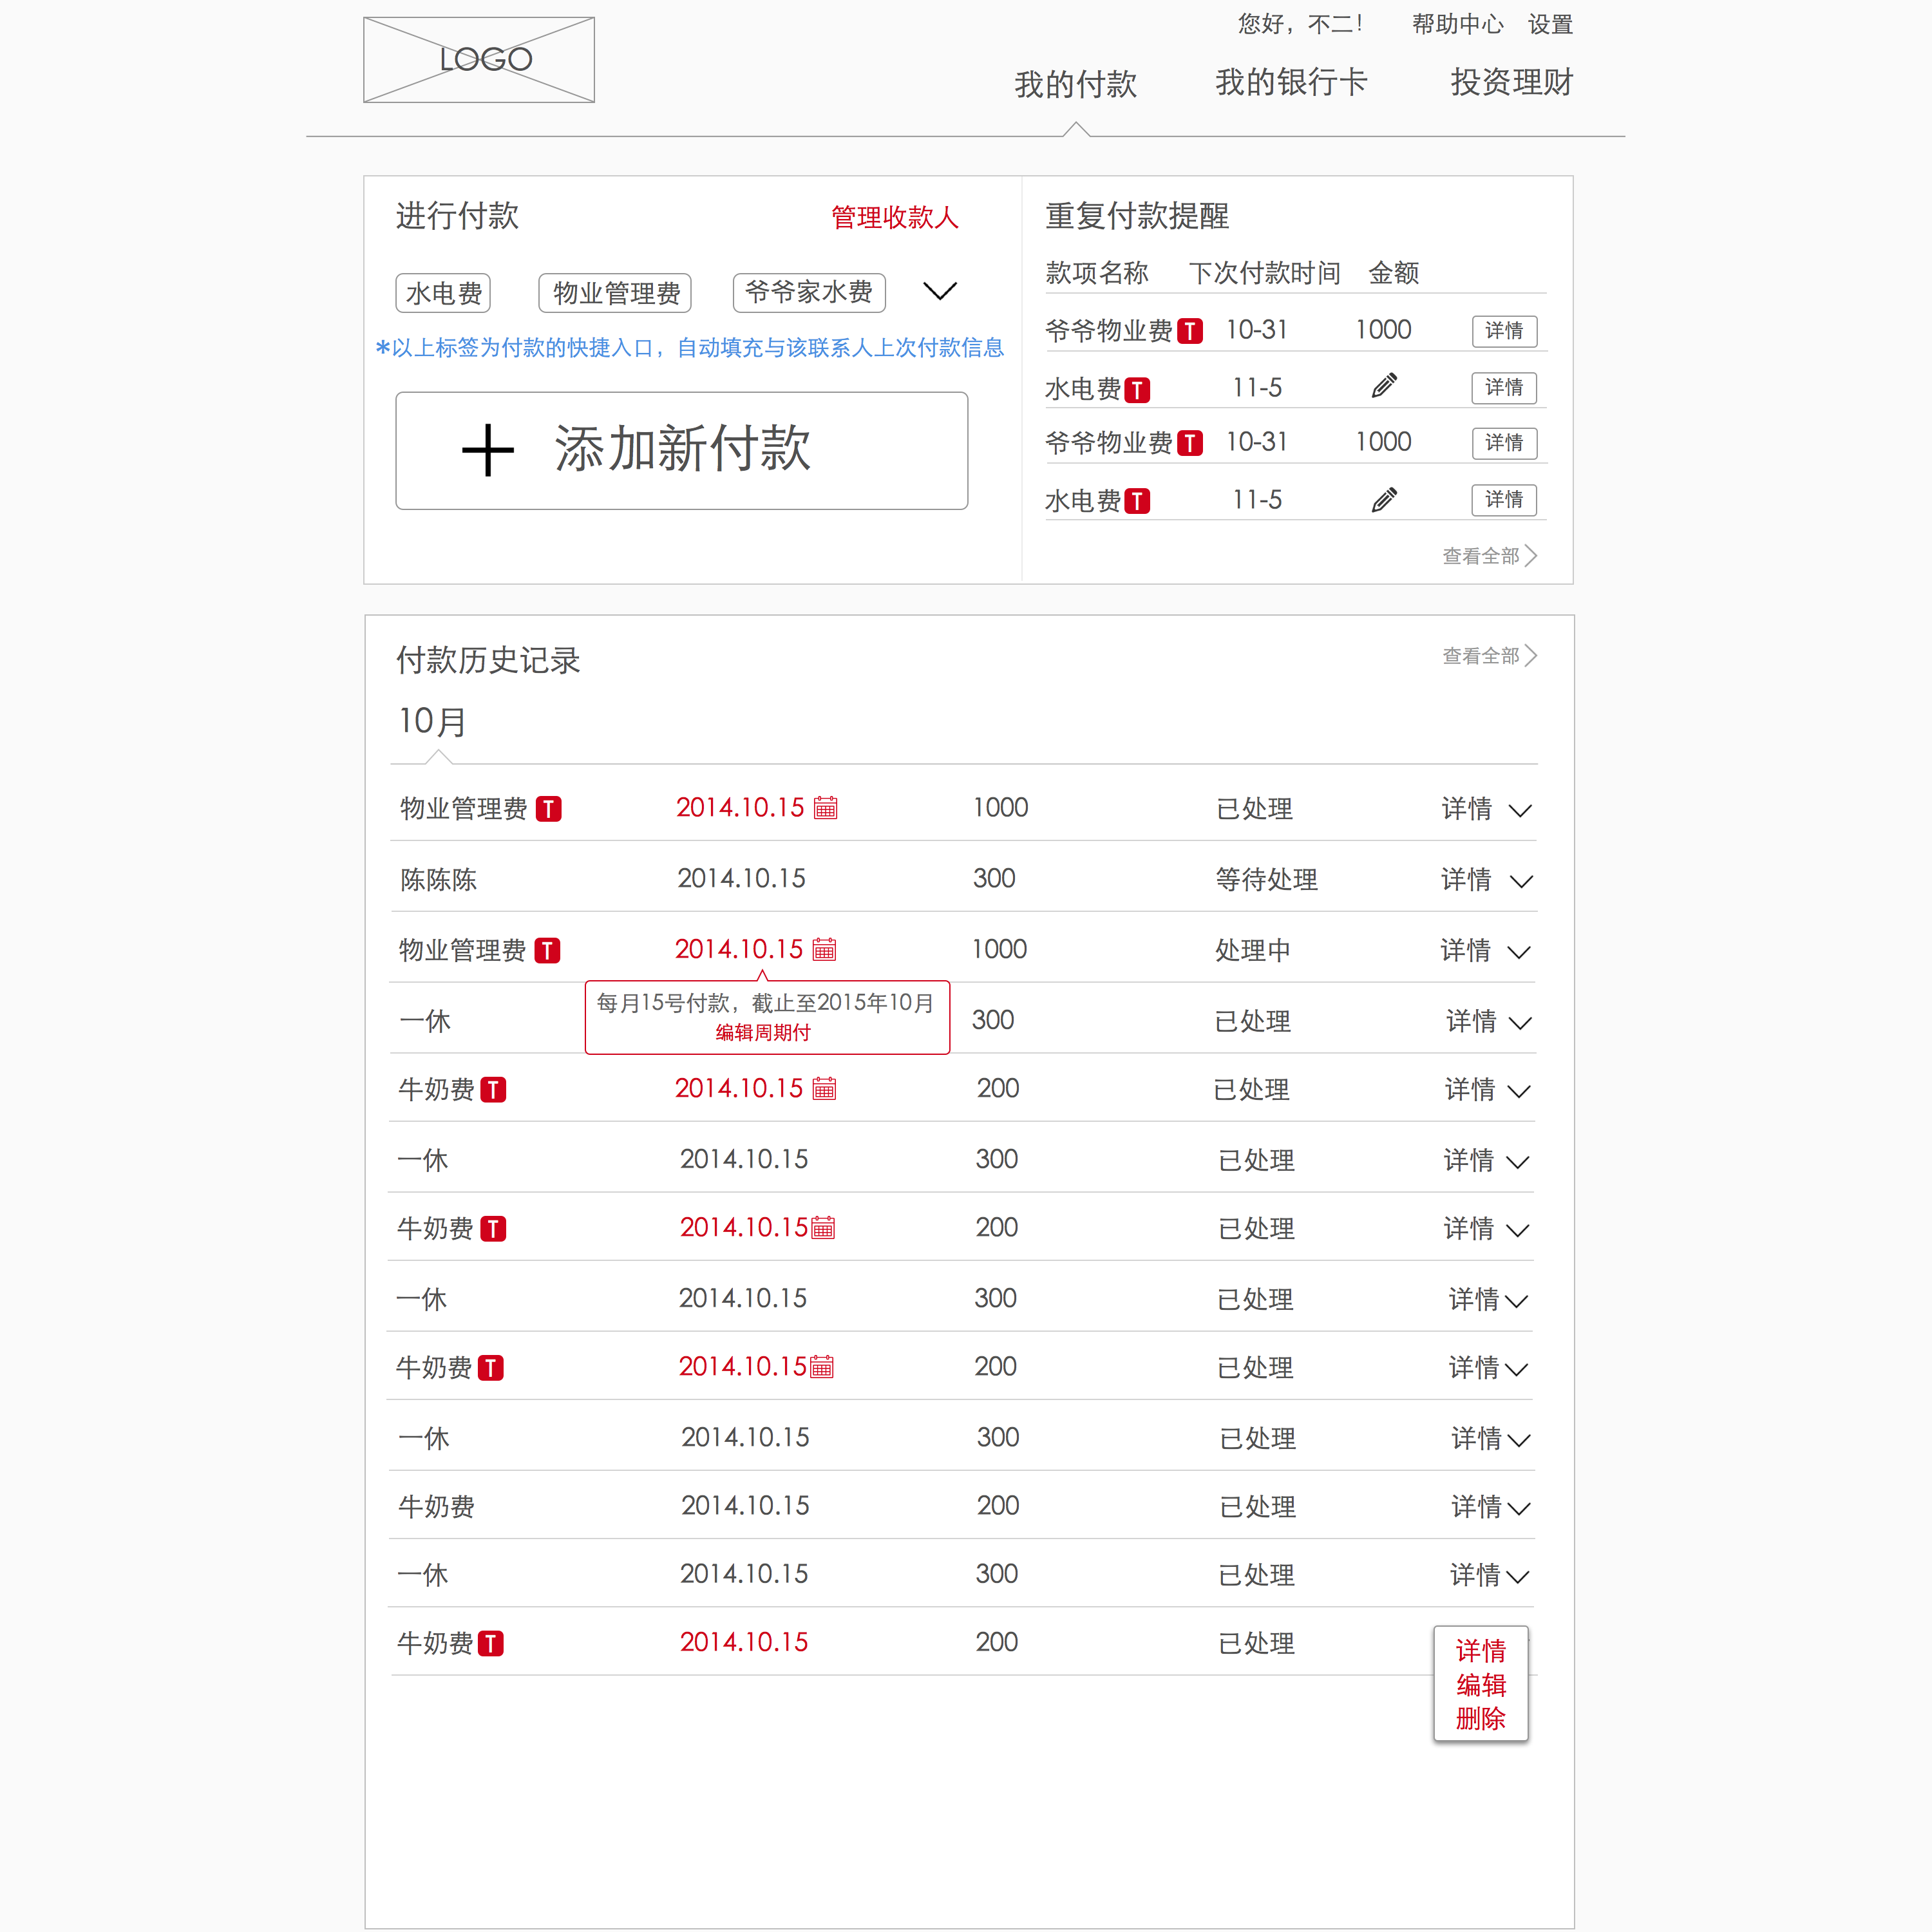 LOGO
您好，不二！ 帮助中心 设置
我的付款 我的银行卡 投资理财
进行付款 管理收款人
水电费 物业管理费 爷爷家水费
*以上标签为付款的快捷入口，自动填充与该联系人上次付款信息
添加新付款
重复付款提醒
款项名称 下次付款时间 金额
爷爷物业费 T 10-31 1000 详情
水电费 T 11-5 详情
爷爷物业费 T 10-31 1000 详情
水电费 T 11-5 详情
查看全部
付款历史记录 查看全部
10月
物业管理费 T 2014.10.15 1000 已处理 详情
陈陈陈 2014.10.15 300 等待处理 详情
物业管理费 T 2014.10.15 1000 处理中 详情
每月15号付款，截止至2015年10月
编辑周期付
一休 300 已处理 详情
牛奶费 T 2014.10.15 200 已处理 详情
一休 2014.10.15 300 已处理 详情
牛奶费 T 2014.10.15 200 已处理 详情
一休 2014.10.15 300 已处理 详情
牛奶费 T 2014.10.15 200 已处理 详情
一休 2014.10.15 300 已处理 详情
牛奶费 2014.10.15 200 已处理 详情
一休 2014.10.15 300 已处理 详情
牛奶费 T 2014.10.15 200 已处理
详情
编辑
删除